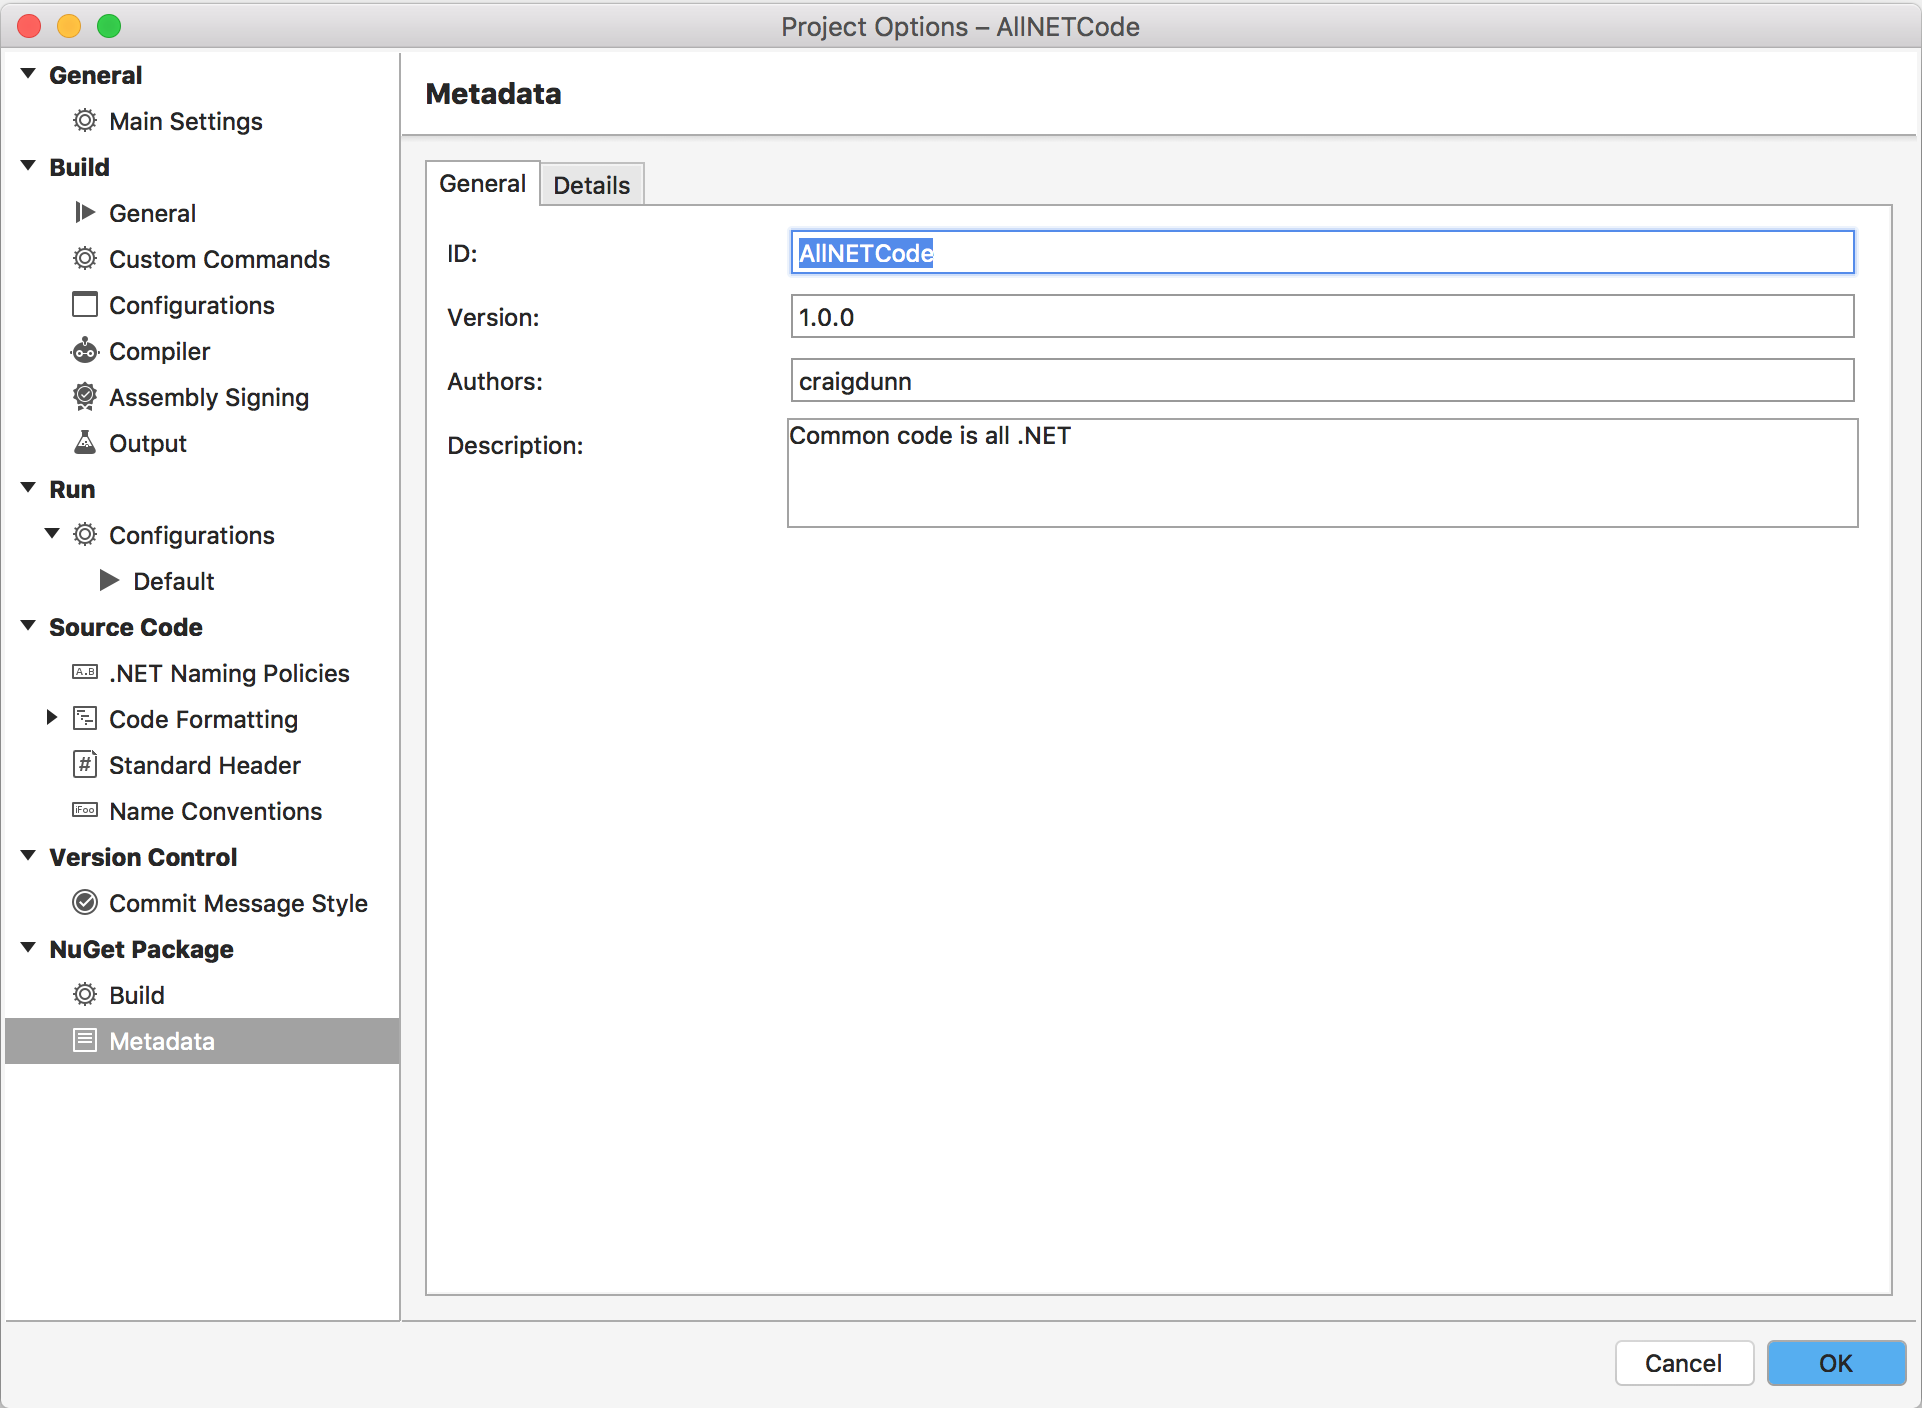 Project Options – AllNETCode
General
Main Settings
Build
General
Custom Commands
Configurations
Compiler
Assembly Signing
Output
Run
Configurations
Default
Source Code
A.B .NET Naming Policies
Code Formatting
# Standard Header
iFoo Name Conventions
Version Control
Commit Message Style
NuGet Package
Build
Metadata
Metadata
General Details
ID: AllNETCode
Version: 1.0.0
Authors: craigdunn
Description: Common code is all .NET
Cancel OK